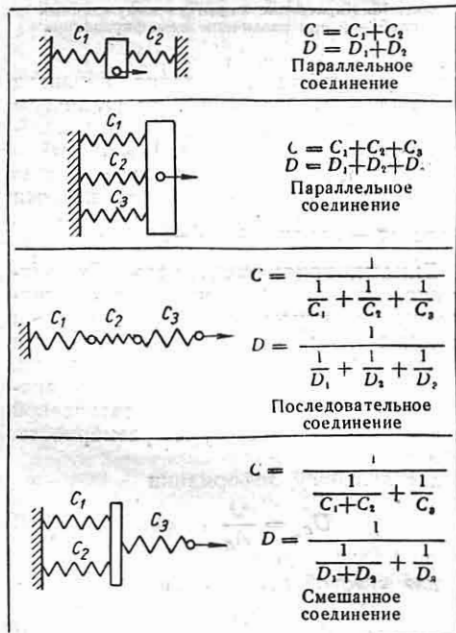 C₁ C₂
C = C₁+C₂
D = D₁+D₂
Параллельное
соединение
C₁
C₂
C₃
C = C₁+C₂+C₃
D = D₁+D₂+D
Параллельное
соединение
C₁ C₂ C₃
C = 1 / (1/C₁ + 1/C₂ + 1/C₃)
D = 1 / (1/D₁ + 1/D₂ + 1/D₃)
Последовательное
соединение
C₁
C₂
C₃
C = 1 / (1/(C₁+C₂) + 1/C₃)
D = 1 / (1/(D₁+D₂) + 1/D₃)
Смешанное
соединение